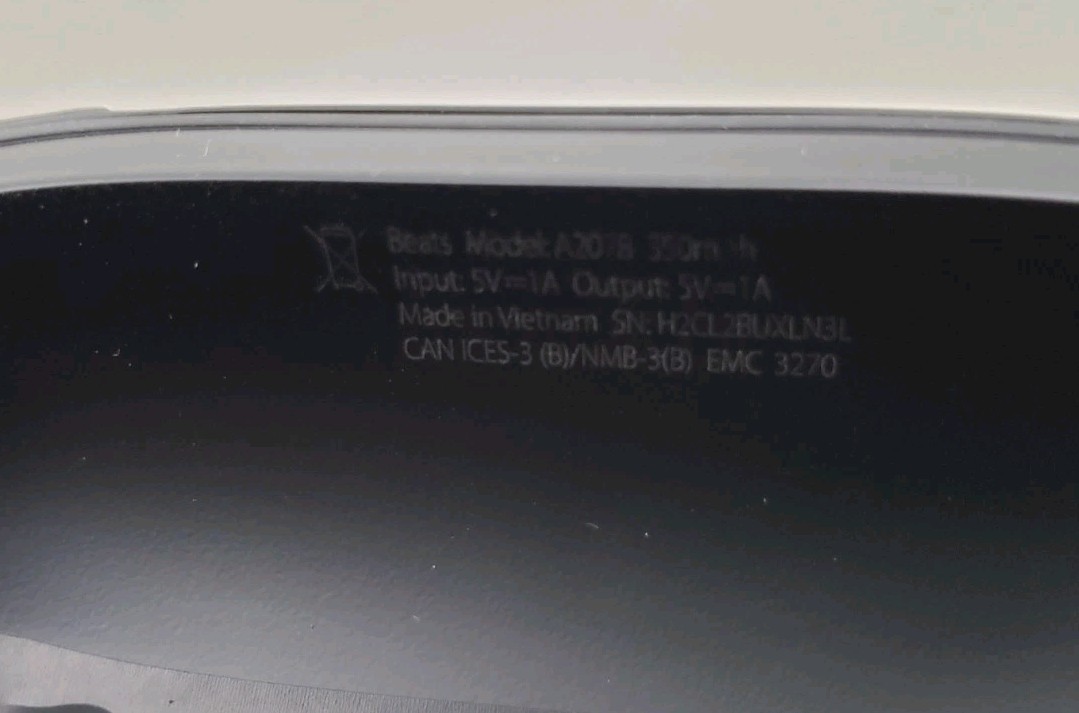 Beats Model: A2078
Input: 5V⎓1A Output: 5V⎓1A
Made in Vietnam SN:
CAN ICES-3 (B)/NMB-3(B) EMC 3270